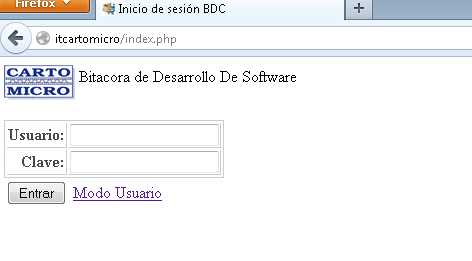 Firefox
Inicio de sesión BDC
itcartomicro/index.php
CARTO
MICRO
Bitacora de Desarrollo De Software
Usuario:
Clave:
Entrar Modo Usuario